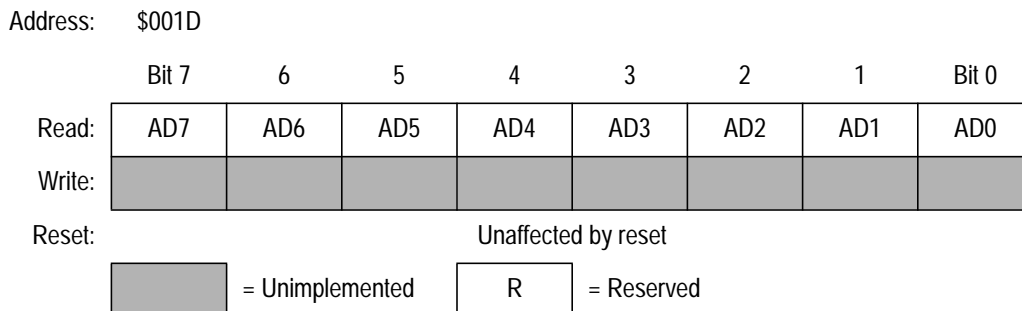 Address: $001D
Bit 7 6 5 4 3 2 1 Bit 0
Read: AD7 AD6 AD5 AD4 AD3 AD2 AD1 AD0
Write:
Reset: Unaffected by reset
= Unimplemented R = Reserved